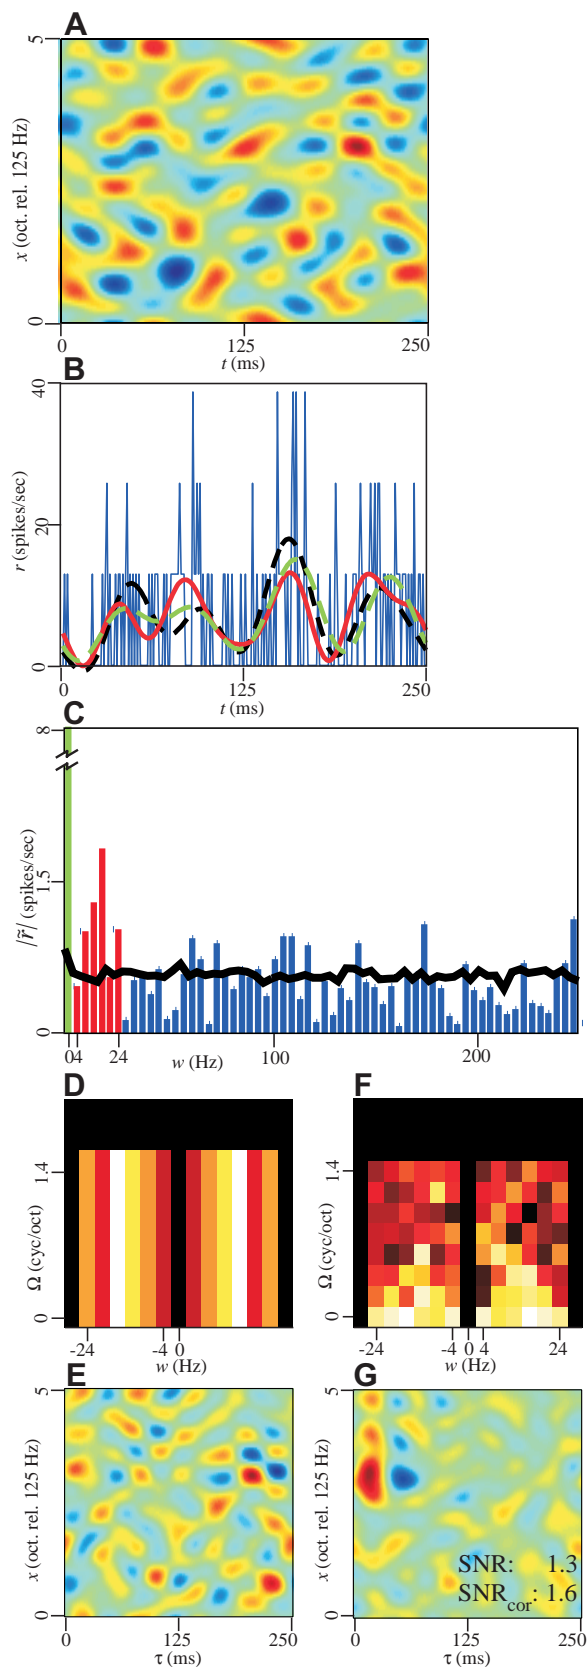 A
5
x (oct. rel. 125 Hz)
0
0
125
250
t (ms)
B
40
r (spikes/sec)
20
0
0
125
250
t (ms)
C
8
|r̃| (spikes/sec)
1.5
0
04
24
w (Hz)
100
200
D
1.4
Ω (cyc/oct)
0
-24
-4
0
w (Hz)
F
1.4
Ω (cyc/oct)
0
-24
-4
0
4
24
w (Hz)
E
5
x (oct. rel. 125 Hz)
0
0
125
250
τ (ms)
G
5
x (oct. rel. 125 Hz)
0
SNR: 1.3
SNRcor: 1.6
0
125
250
τ (ms)